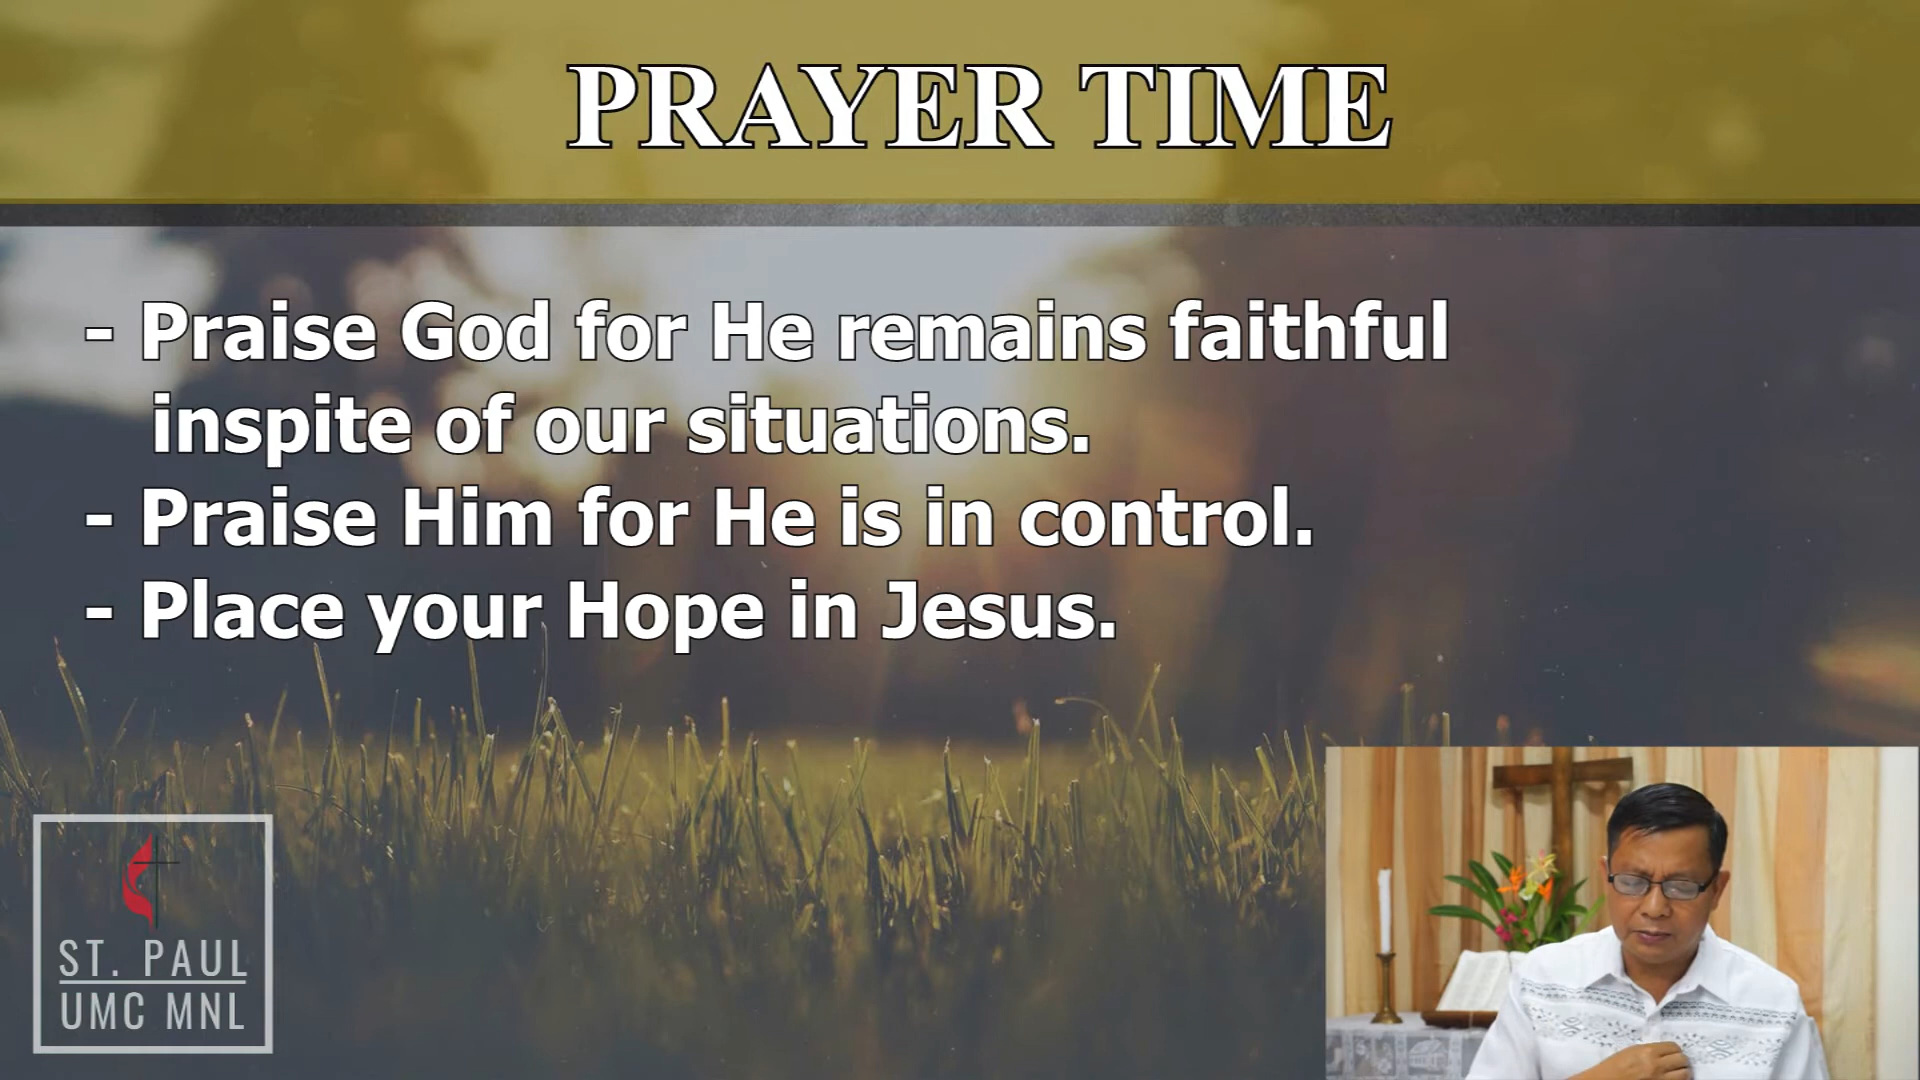 PRAYER TIME
- Praise God for He remains faithful
inspite of our situations.
- Praise Him for He is in control.
- Place your Hope in Jesus.
ST. PAUL
UMC MNL